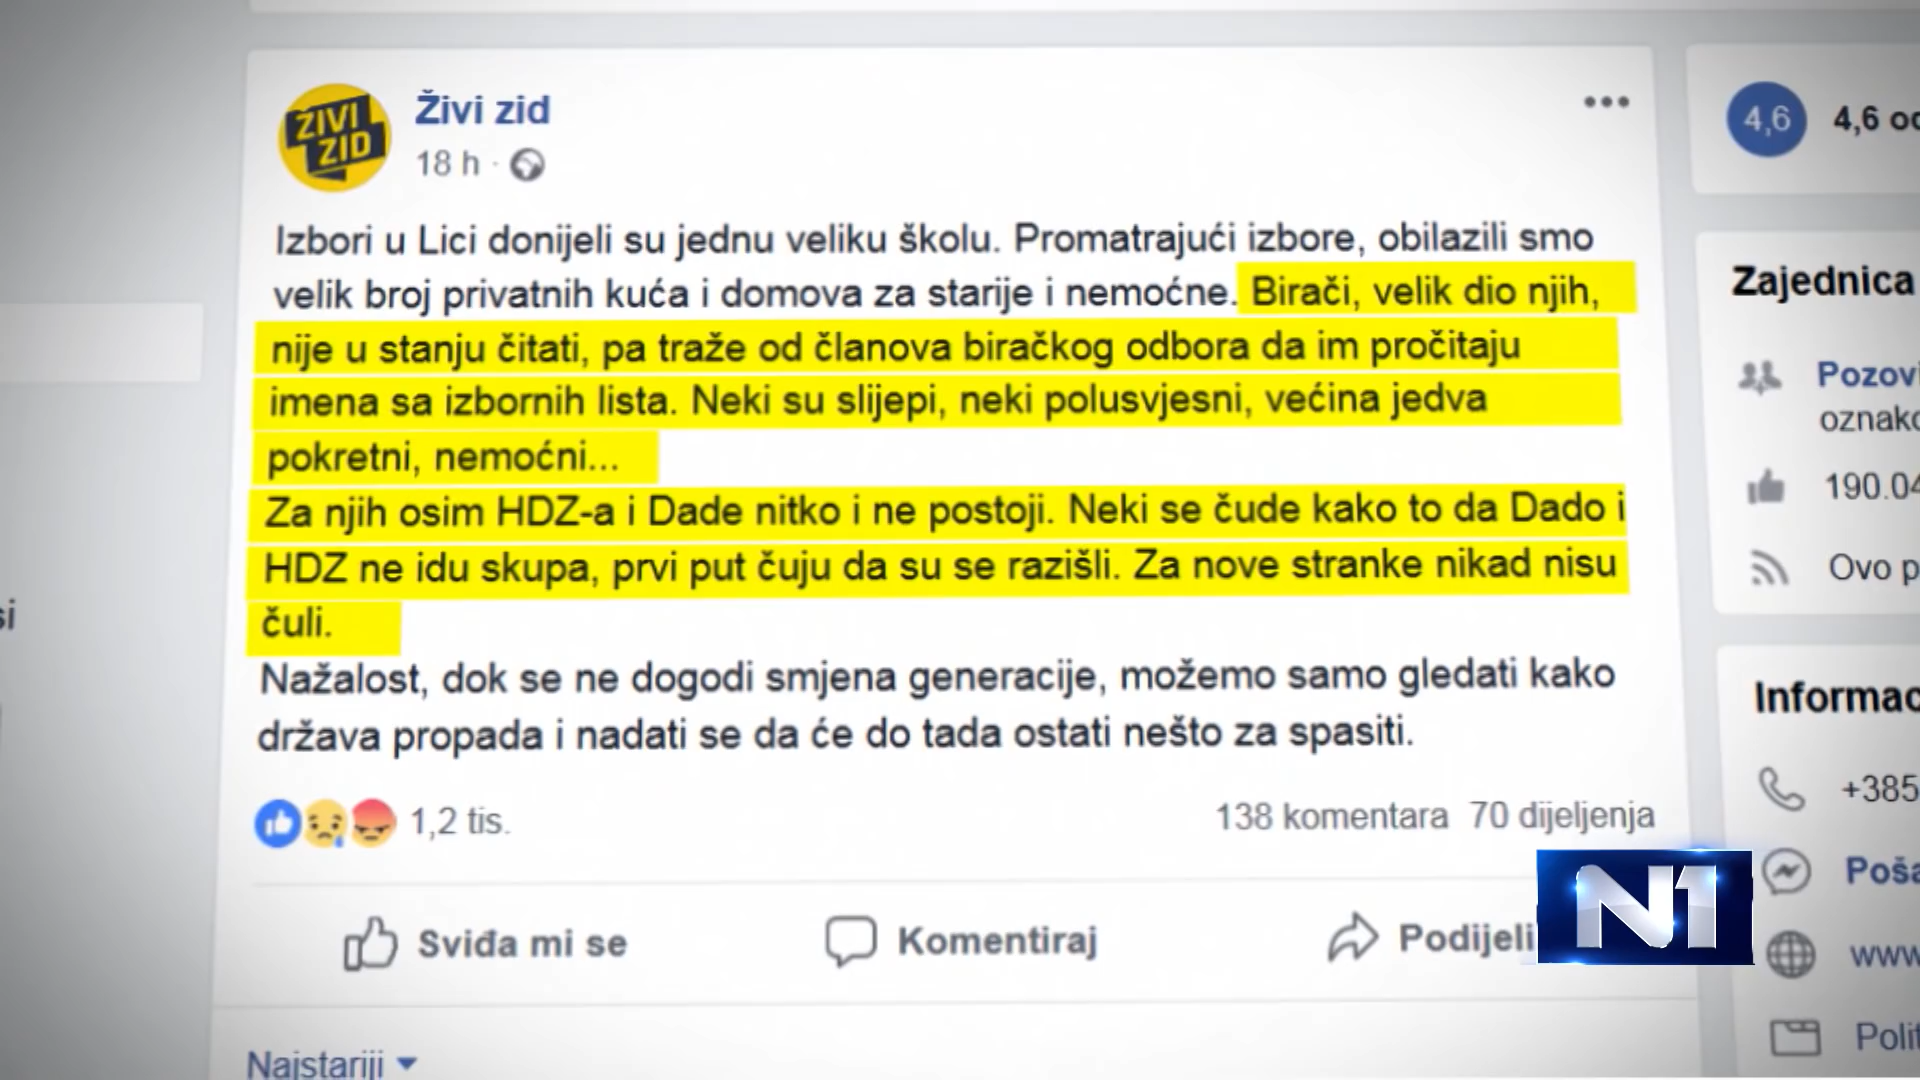 ŽIVI
ZID
Živi zid
18 h ·
Izbori u Lici donijeli su jednu veliku školu. Promatrajući izbore, obilazili smo
velik broj privatnih kuća i domova za starije i nemoćne. Birači, velik dio njih,
nije u stanju čitati, pa traže od članova biračkog odbora da im pročitaju
imena sa izbornih lista. Neki su slijepi, neki polusvjesni, većina jedva
pokretni, nemoćni...
Za njih osim HDZ-a i Dade nitko i ne postoji. Neki se čude kako to da Dado i
HDZ ne idu skupa, prvi put čuju da su se razišli. Za nove stranke nikad nisu
čuli.
Nažalost, dok se ne dogodi smjena generacije, možemo samo gledati kako
država propada i nadati se da će do tada ostati nešto za spasiti.
1,2 tis.
138 komentara 70 dijeljenja
Sviđa mi se
Komentiraj
Podijeli
Najstariji
4,6
4,6
Zajednica
190.04
Ovo
+385
www
N1